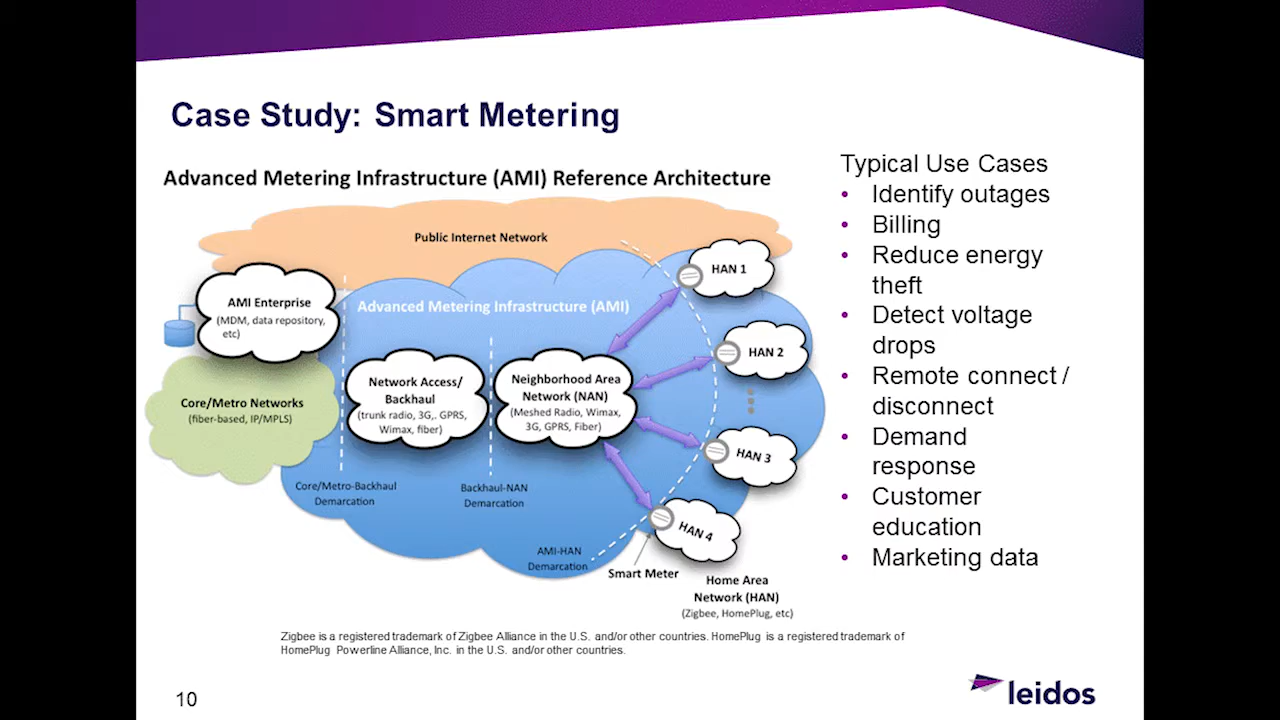 Case Study: Smart Metering
Advanced Metering Infrastructure (AMI) Reference Architecture
Public Internet Network
AMI Enterprise
(MDM, data repository,
etc)
Advanced Metering Infrastructure (AMI)
Core/Metro Networks
(fiber-based, IP/MPLS)
Network Access/
Backhaul
(trunk radio, 3G,. GPRS,
Wimax, fiber)
Neighborhood Area
Network (NAN)
(Meshed Radio, Wimax,
3G, GPRS, Fiber)
HAN 1
HAN 2
HAN 3
HAN 4
Core/Metro-Backhaul
Demarcation
Backhaul-NAN
Demarcation
AMI-HAN
Demarcation
Smart Meter
Home Area
Network (HAN)
(Zigbee, HomePlug, etc)
Typical Use Cases
• Identify outages
• Billing
• Reduce energy
theft
• Detect voltage
drops
• Remote connect /
disconnect
• Demand
response
• Customer
education
• Marketing data
Zigbee is a registered trademark of Zigbee Alliance in the U.S. and/or other countries. HomePlug is a registered trademark of
HomePlug Powerline Alliance, Inc. in the U.S. and/or other countries.
10
leidos